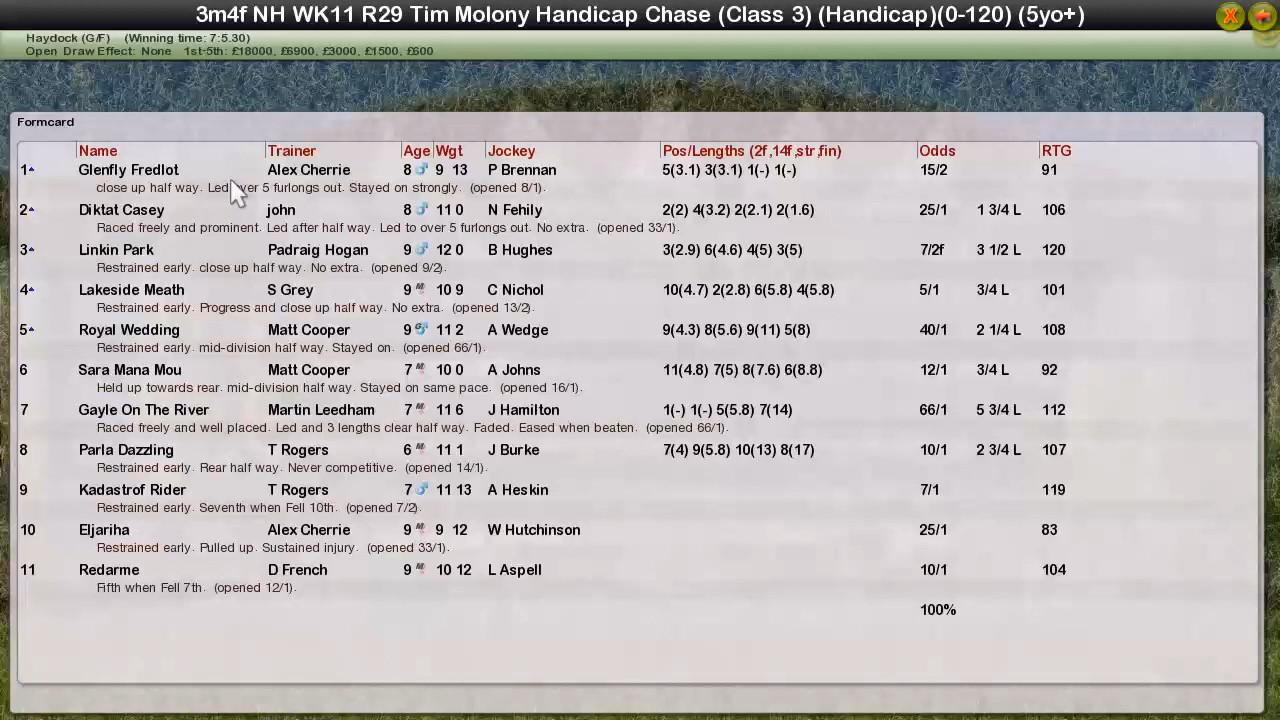 3m4f NH WK11 R29 Tim Molony Handicap Chase (Class 3) (Handicap)(0-120) (5yo+)
Haydock (G/F) (Winning time: 7:5.30)
Open Draw Effect: None 1st-5th: £18000, £6900, £3000, £1500, £600
Formcard
Name Trainer Age Wgt Jockey Pos/Lengths (2f,14f,str,fin) Odds RTG
1 Glenfly Fredlot Alex Cherrie 8 9 13 P Brennan 5(3.1) 3(3.1) 1(-) 1(-) 15/2 91
close up half way. Led over 5 furlongs out. Stayed on strongly. (opened 8/1).
2 Diktat Casey john 8 11 0 N Fehily 2(2) 4(3.2) 2(2.1) 2(1.6) 25/1 1 3/4 L 106
Raced freely and prominent. Led after half way. Led to over 5 furlongs out. No extra. (opened 33/1).
3 Linkin Park Padraig Hogan 9 12 0 B Hughes 3(2.9) 6(4.6) 4(5) 3(5) 7/2f 3 1/2 L 120
Restrained early. close up half way. No extra. (opened 9/2).
4 Lakeside Meath S Grey 9 10 9 C Nichol 10(4.7) 2(2.8) 6(5.8) 4(5.8) 5/1 3/4 L 101
Restrained early. Progress and close up half way. No extra. (opened 13/2).
5 Royal Wedding Matt Cooper 9 11 2 A Wedge 9(4.3) 8(5.6) 9(11) 5(8) 40/1 2 1/4 L 108
Restrained early. mid-division half way. Stayed on. (opened 66/1).
6 Sara Mana Mou Matt Cooper 7 10 0 A Johns 11(4.8) 7(5) 8(7.6) 6(8.8) 12/1 3/4 L 92
Held up towards rear. mid-division half way. Stayed on same pace. (opened 16/1).
7 Gayle On The River Martin Leedham 7 11 6 J Hamilton 1(-) 1(-) 5(5.8) 7(14) 66/1 5 3/4 L 112
Raced freely and well placed. Led and 3 lengths clear half way. Faded. Eased when beaten. (opened 66/1).
8 Parla Dazzling T Rogers 6 11 1 J Burke 7(4) 9(5.8) 10(13) 8(17) 10/1 2 3/4 L 107
Restrained early. Rear half way. Never competitive. (opened 14/1).
9 Kadastrof Rider T Rogers 7 11 13 A Heskin 7/1 119
Restrained early. Seventh when Fell 10th. (opened 7/2).
10 Eljariha Alex Cherrie 9 9 12 W Hutchinson 25/1 83
Restrained early. Pulled up. Sustained injury. (opened 33/1).
11 Redarme D French 9 10 12 L Aspell 10/1 104
Fifth when Fell 7th. (opened 12/1).
100%